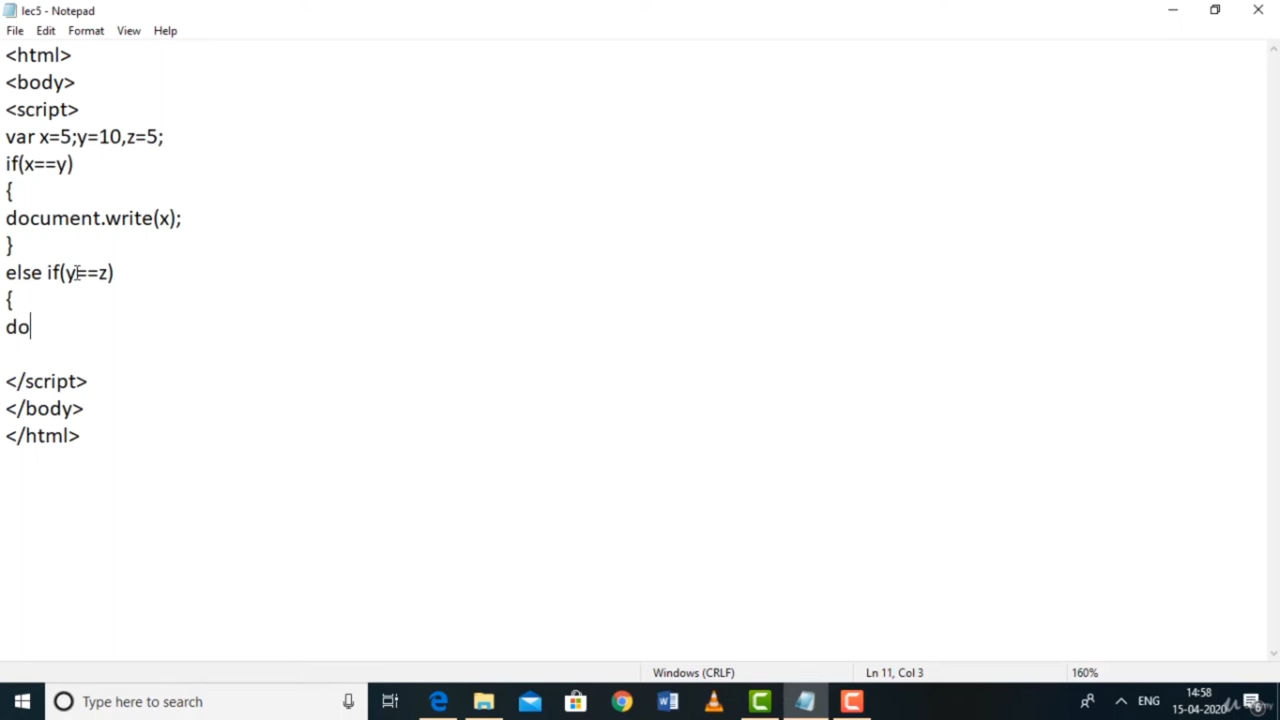 lec5 - Notepad
File Edit Format View Help
<html>
<body>
<script>
var x=5;y=10,z=5;
if(x==y)
{
document.write(x);
}
else if(y==z)
{
do
</script>
</body>
</html>
Windows (CRLF) Ln 11, Col 3 160%
Type here to search
ENG
14:58
15-04-2020